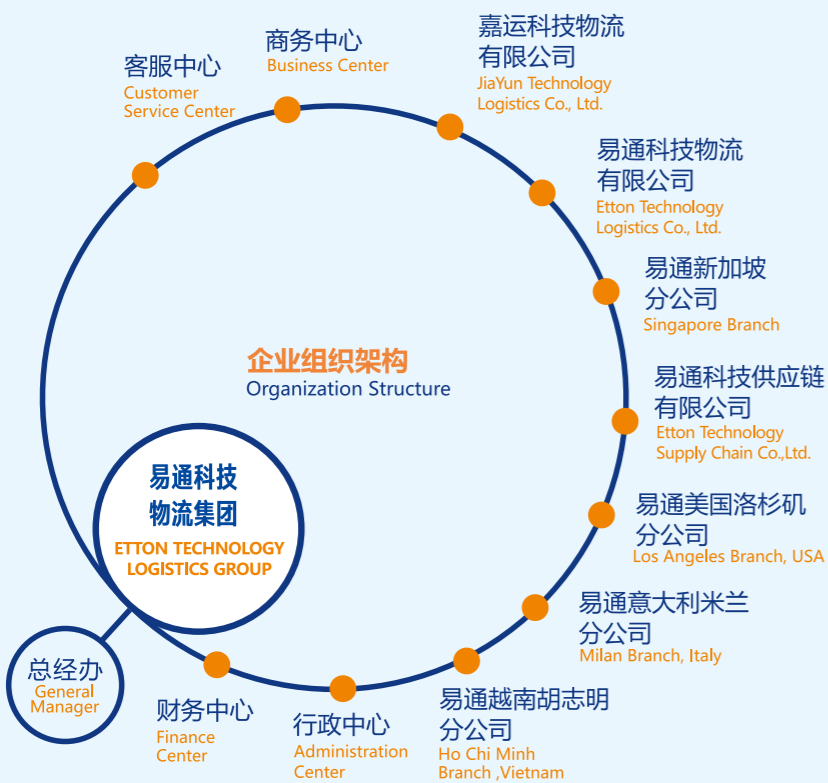 商务中心
Business Center
嘉运科技物流
有限公司
JiaYun Technology
Logistics Co., Ltd.
客服中心
Customer
Service Center
易通科技物流
有限公司
Etton Technology
Logistics Co., Ltd.
易通新加坡
分公司
Singapore Branch
企业组织架构
Organization Structure
易通科技供应链
有限公司
Etton Technology
Supply Chain Co.,Ltd.
易通科技
物流集团
ETTON TECHNOLOGY
LOGISTICS GROUP
易通美国洛杉矶
分公司
Los Angeles Branch, USA
易通意大利米兰
分公司
Milan Branch, Italy
总经办
General
Manager
财务中心
Finance
Center
行政中心
Administration
Center
易通越南胡志明
分公司
Ho Chi Minh
Branch ,Vietnam